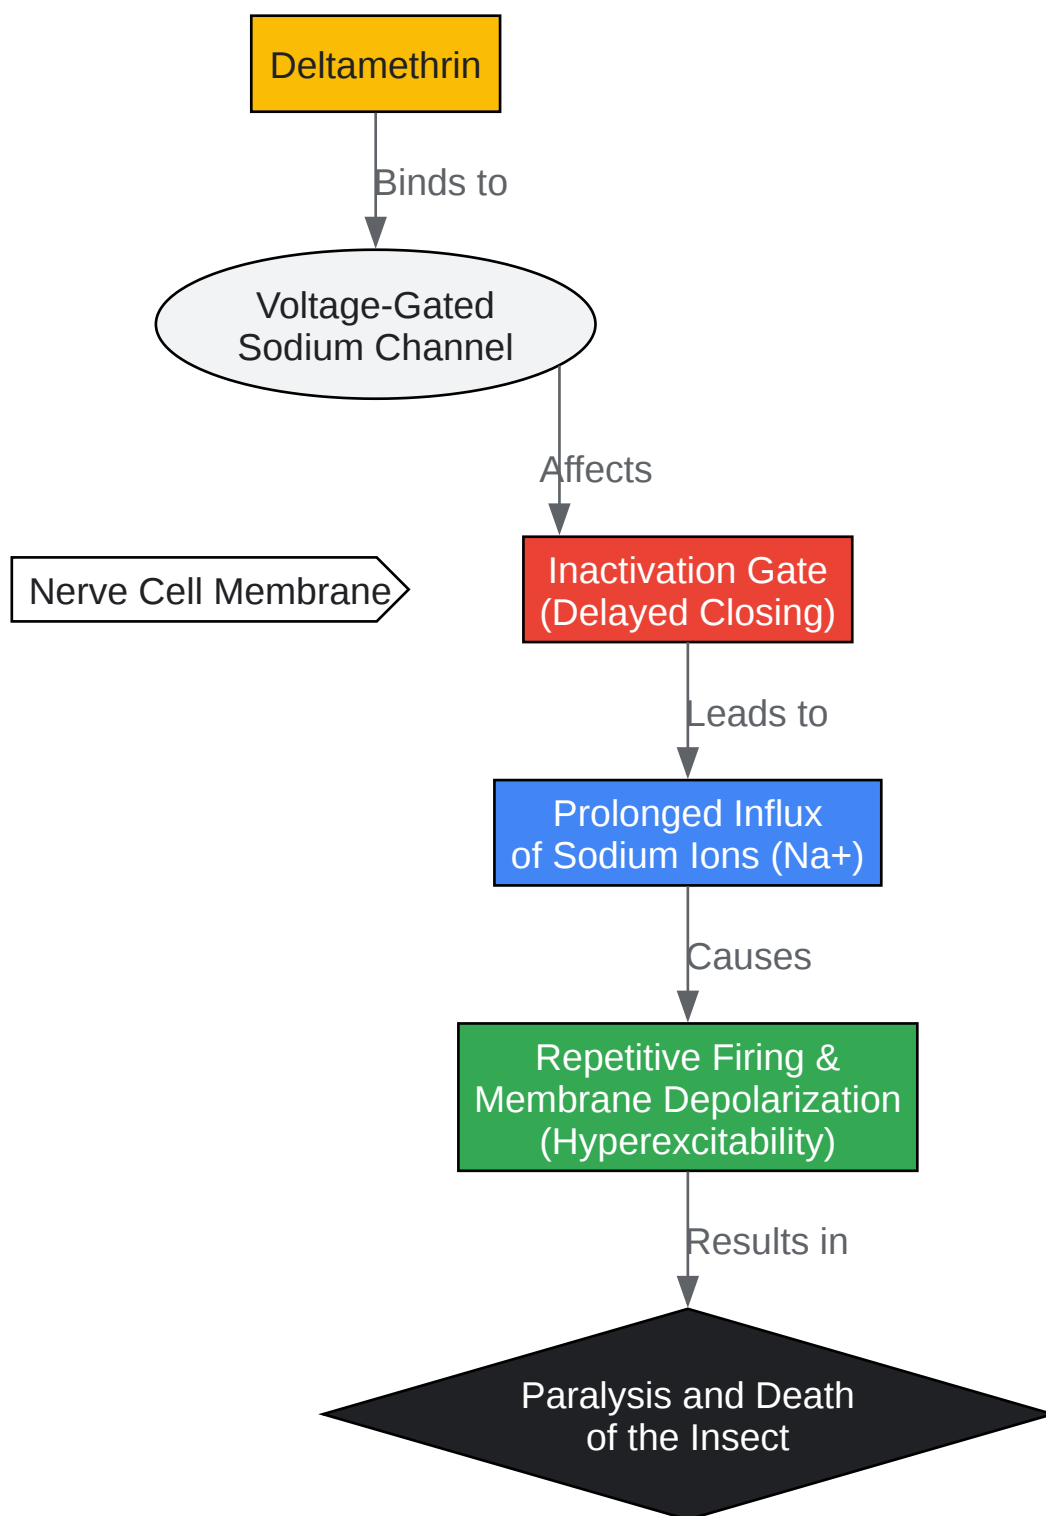 Deltamethrin
Binds to
Voltage-Gated
Sodium Channel
Affects
Nerve Cell Membrane
Inactivation Gate
(Delayed Closing)
Leads to
Prolonged Influx
of Sodium Ions (Na+)
Causes
Repetitive Firing &
Membrane Depolarization
(Hyperexcitability)
Results in
Paralysis and Death
of the Insect